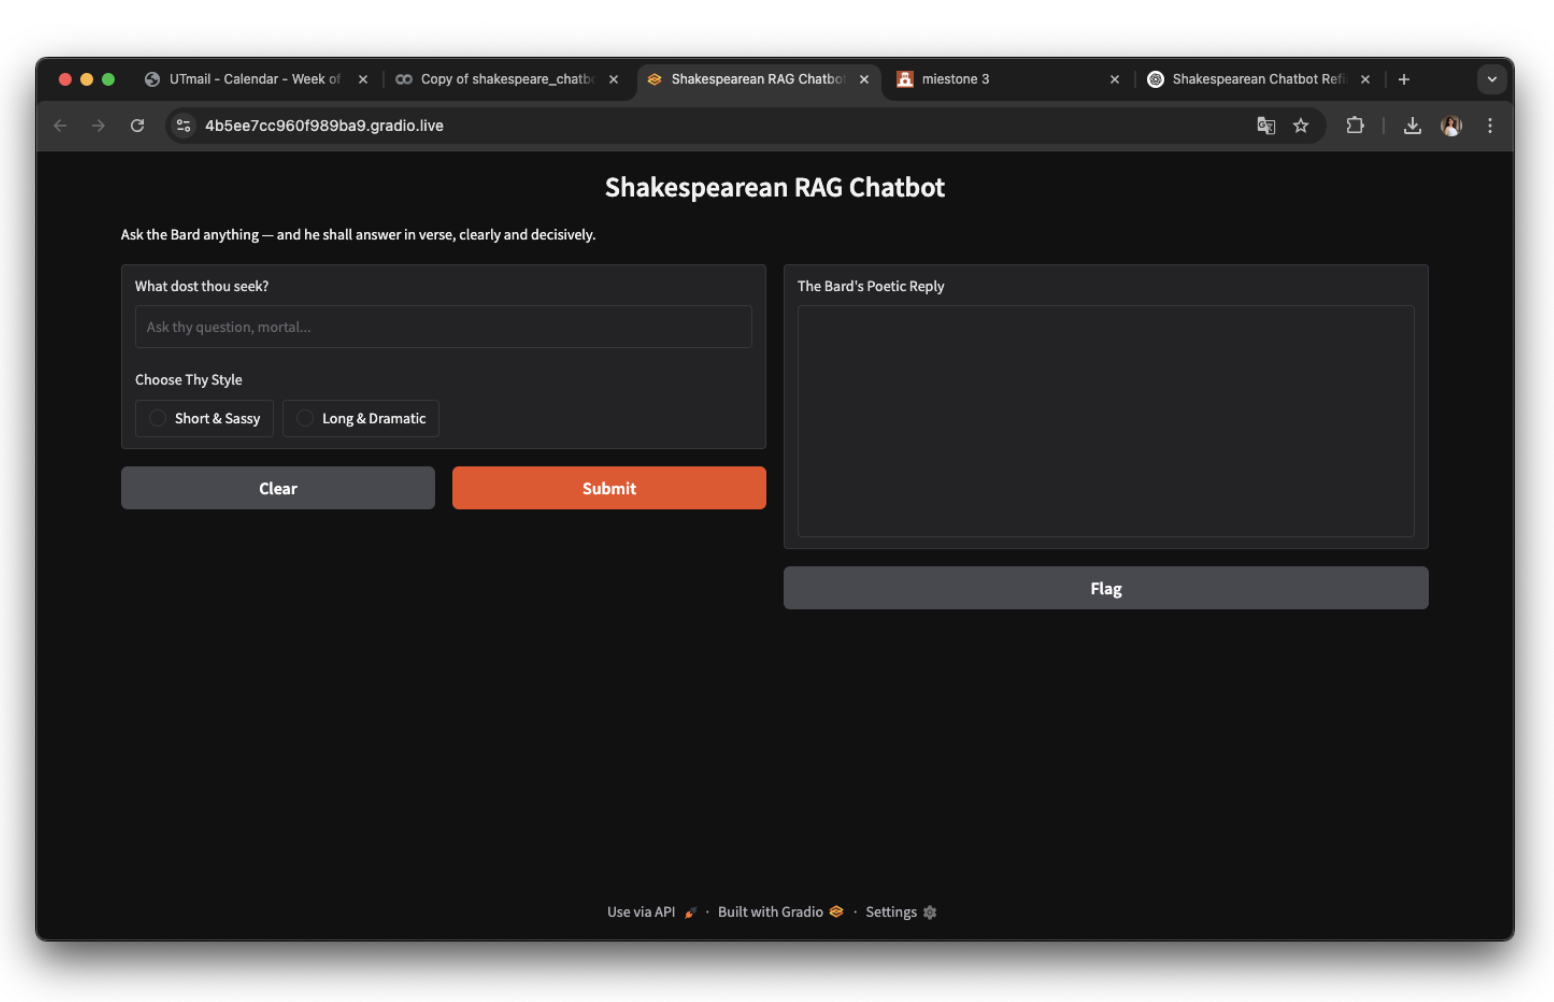 UTmail - Calendar - Week of
Copy of shakespeare_chatb
Shakespearean RAG Chatbo
miestone 3
Shakespearean Chatbot Refi
4b5ee7cc960f989ba9.gradio.live
Shakespearean RAG Chatbot
Ask the Bard anything — and he shall answer in verse, clearly and decisively.
What dost thou seek?
Ask thy question, mortal...
Choose Thy Style
Short & Sassy
Long & Dramatic
Clear
Submit
The Bard's Poetic Reply
Flag
Use via API · Built with Gradio · Settings